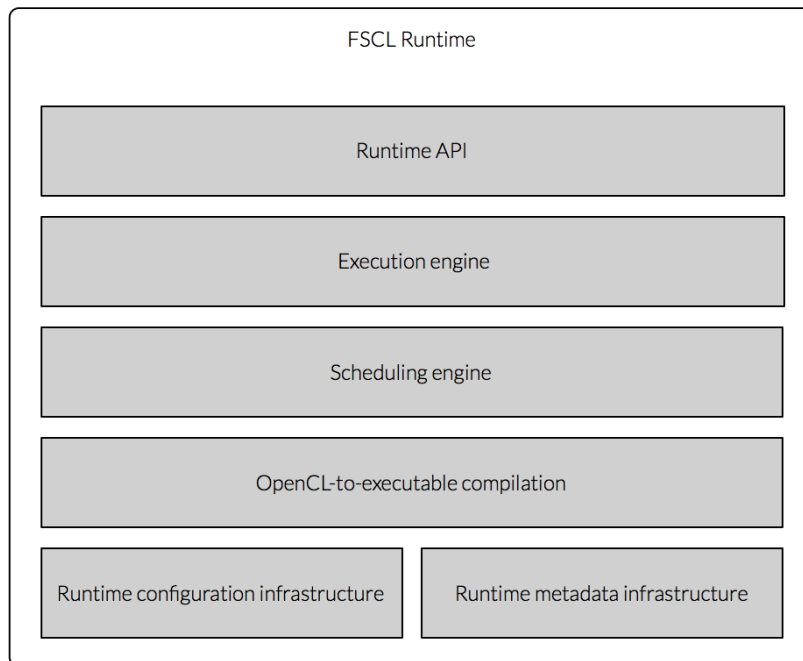 FSCL Runtime
Runtime API
Execution engine
Scheduling engine
OpenCL-to-executable compilation
Runtime configuration infrastructure
Runtime metadata infrastructure